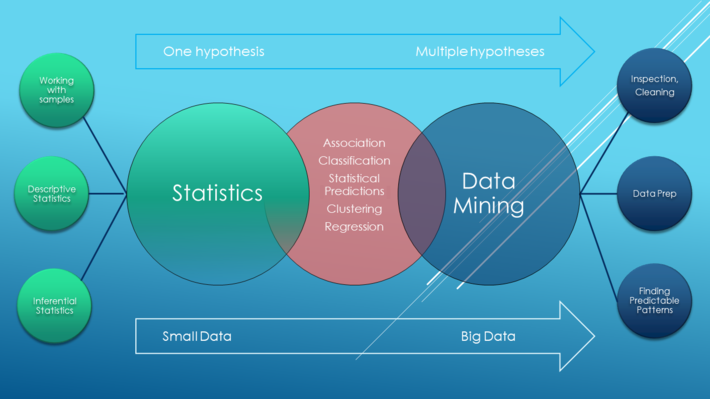 One hypothesis
Multiple hypotheses
Working
with
samples
Descriptive
Statistics
Inferential
Statistics
Statistics
Association
Classification
Statistical
Predictions
Clustering
Regression
Data
Mining
Inspection,
Cleaning
Data Prep
Finding
Predictable
Patterns
Small Data
Big Data